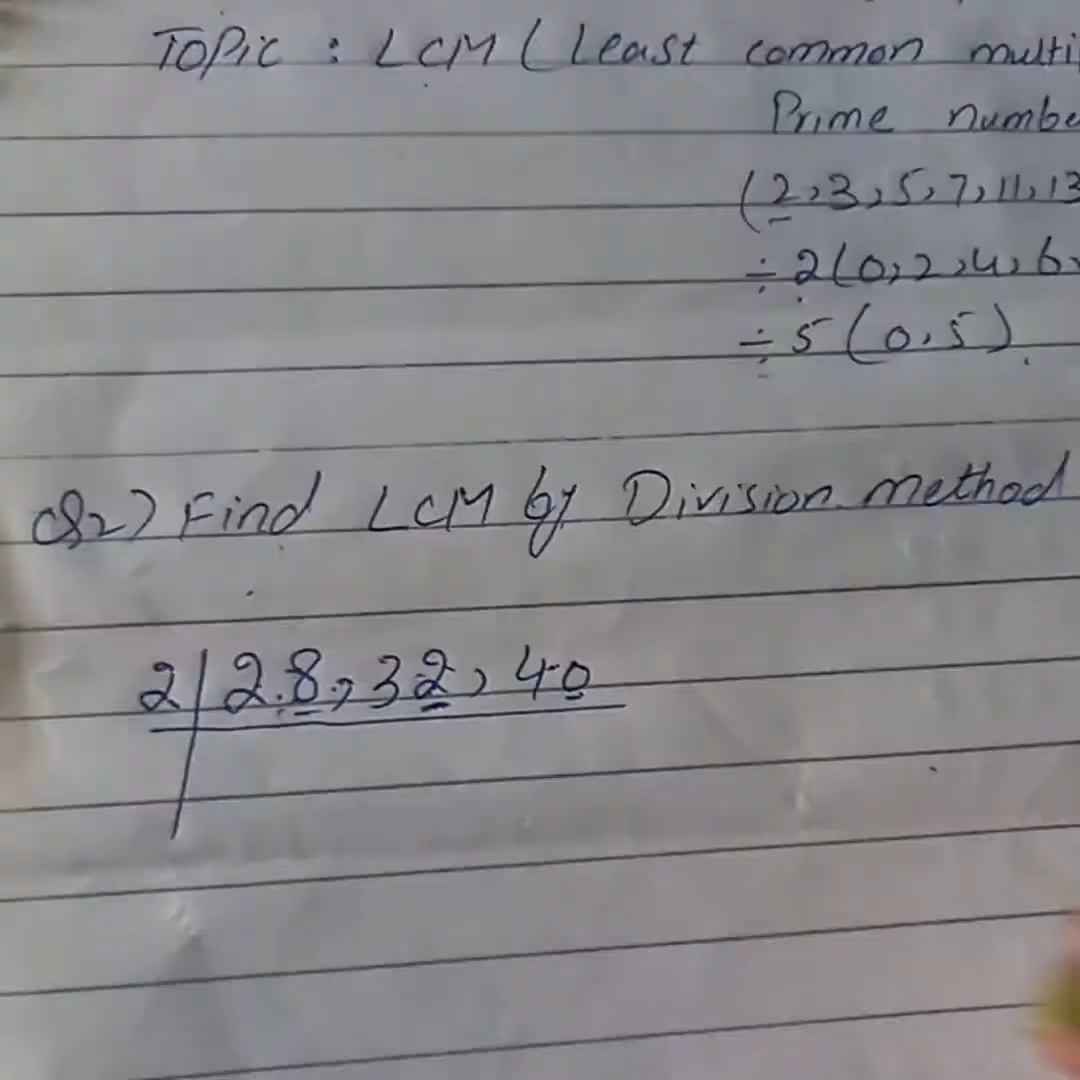 Topic : LCM ( Least common multi
Prime numbe
(2,3,5,7,11,13
÷ 2(0,2,4,6,
÷ 5 (0,5)
Q2) Find LCM by Division method
2 28, 32, 40